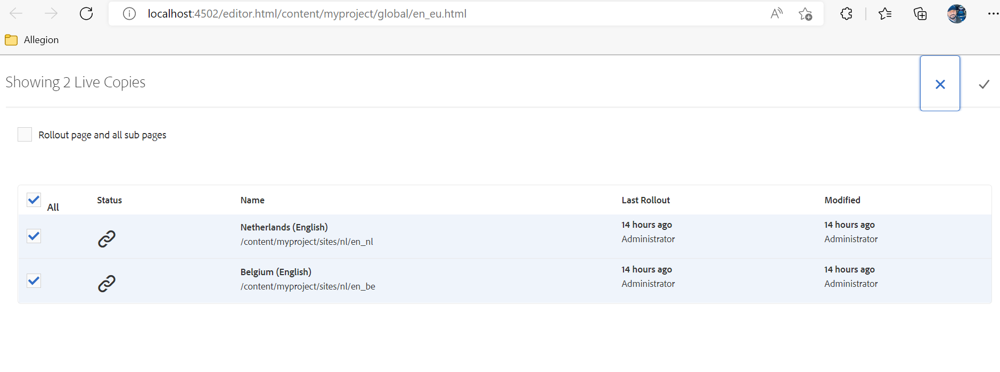 localhost:4502/editor.html/content/myproject/global/en_eu.html
Allegion
Showing 2 Live Copies
Rollout page and all sub pages
All Status Name Last Rollout Modified
Netherlands (English) 14 hours ago 14 hours ago
/content/myproject/sites/nl/en_nl Administrator Administrator
Belgium (English) 14 hours ago 14 hours ago
/content/myproject/sites/nl/en_be Administrator Administrator